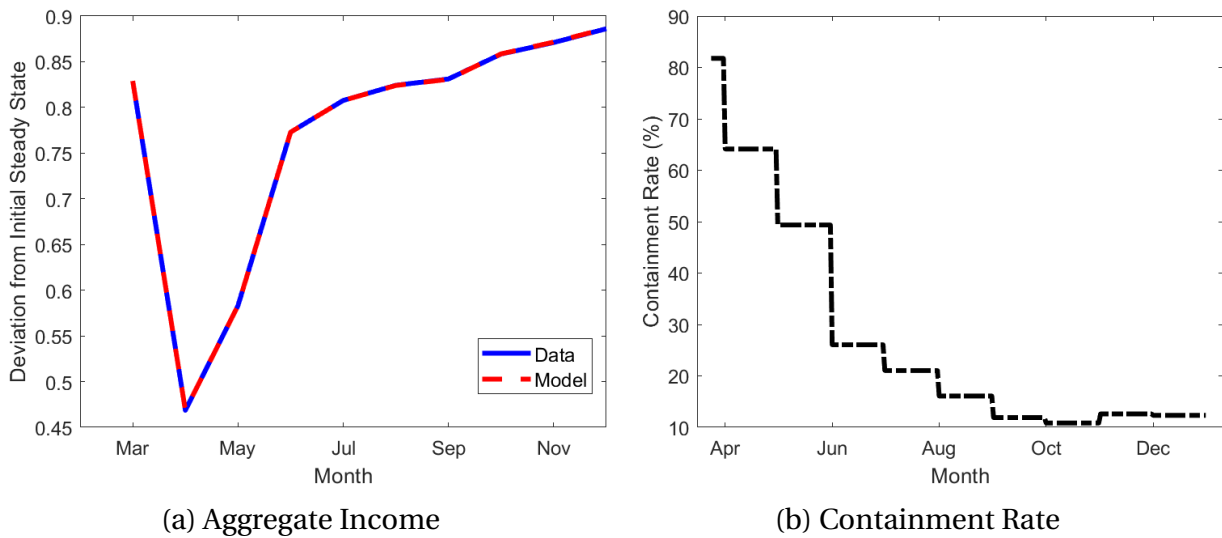 0.9
0.85
0.8
0.75
0.7
0.65
0.6
0.55
0.5
0.45
Deviation from Initial Steady State
Mar May Jul Sep Nov
Month
Data
Model
(a) Aggregate Income
90
80
70
60
50
40
30
20
10
Containment Rate (%)
Apr Jun Aug Oct Dec
Month
(b) Containment Rate